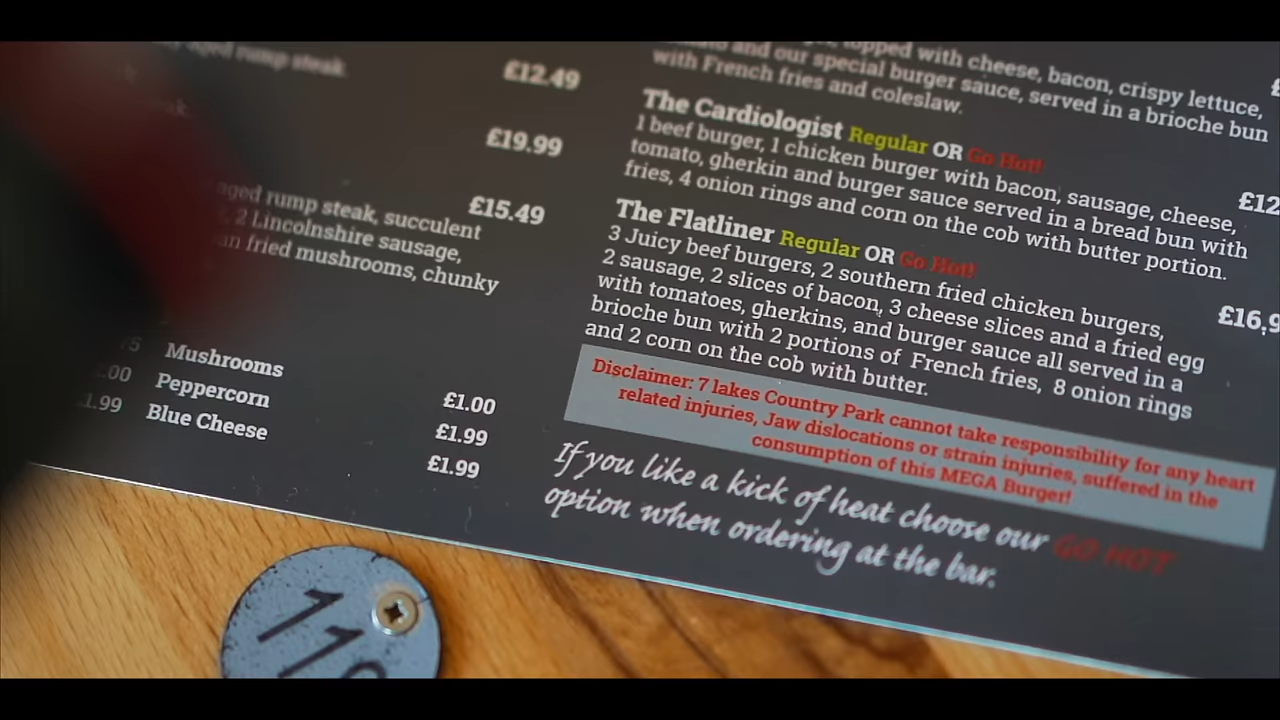 aged rump steak
£12.49
£19.99
aged rump steak, succulent
£15.49
2 Lincolnshire sausage,
fried mushrooms, chunky
Mushrooms
£1.00
.00 Peppercorn
£1.99
1.99 Blue Cheese
£1.99
topped with cheese, bacon, crispy lettuce,
and our special burger sauce, served in a brioche bun
with French fries and coleslaw.
The Cardiologist Regular OR Go Hot!
1 beef burger, 1 chicken burger with bacon, sausage, cheese,
£12
tomato, gherkin and burger sauce served in a bread bun with
fries, 4 onion rings and corn on the cob with butter portion.
The Flatliner Regular OR Go Hot!
3 Juicy beef burgers, 2 southern fried chicken burgers,
£16.9
2 sausage, 2 slices of bacon, 3 cheese slices and a fried egg
with tomatoes, gherkins, and burger sauce all served in a
brioche bun with 2 portions of French fries, 8 onion rings
and 2 corn on the cob with butter.
Disclaimer: 7 lakes Country Park cannot take responsibility for any heart
related injuries, Jaw dislocations or strain injuries, suffered in the
consumption of this MEGA Burger!
If you like a kick of heat choose our GO HOT
option when ordering at the bar.